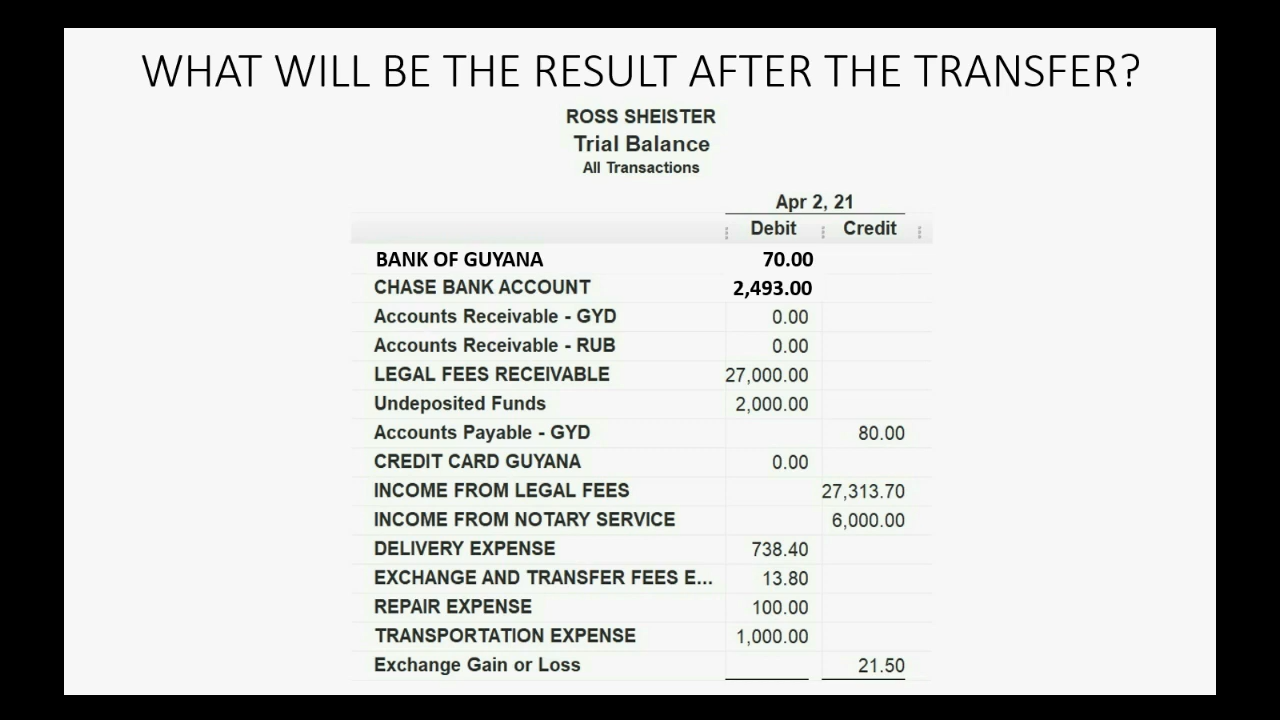 WHAT WILL BE THE RESULT AFTER THE TRANSFER?
ROSS SHEISTER
Trial Balance
All Transactions
Apr 2, 21
Debit Credit
BANK OF GUYANA 70.00
CHASE BANK ACCOUNT 2,493.00
Accounts Receivable - GYD 0.00
Accounts Receivable - RUB 0.00
LEGAL FEES RECEIVABLE 27,000.00
Undeposited Funds 2,000.00
Accounts Payable - GYD 80.00
CREDIT CARD GUYANA 0.00
INCOME FROM LEGAL FEES 27,313.70
INCOME FROM NOTARY SERVICE 6,000.00
DELIVERY EXPENSE 738.40
EXCHANGE AND TRANSFER FEES E... 13.80
REPAIR EXPENSE 100.00
TRANSPORTATION EXPENSE 1,000.00
Exchange Gain or Loss 21.50